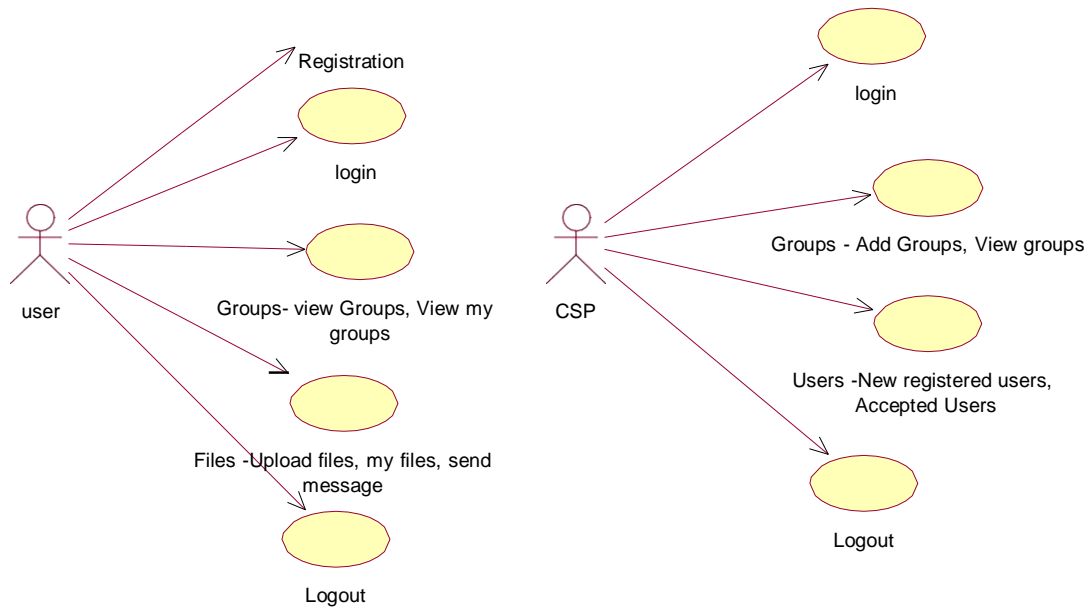 Registration
login
user
Groups- view Groups, View my
groups
Files -Upload files, my files, send
message
Logout
login
Groups - Add Groups, View groups
CSP
Users -New registered users,
Accepted Users
Logout